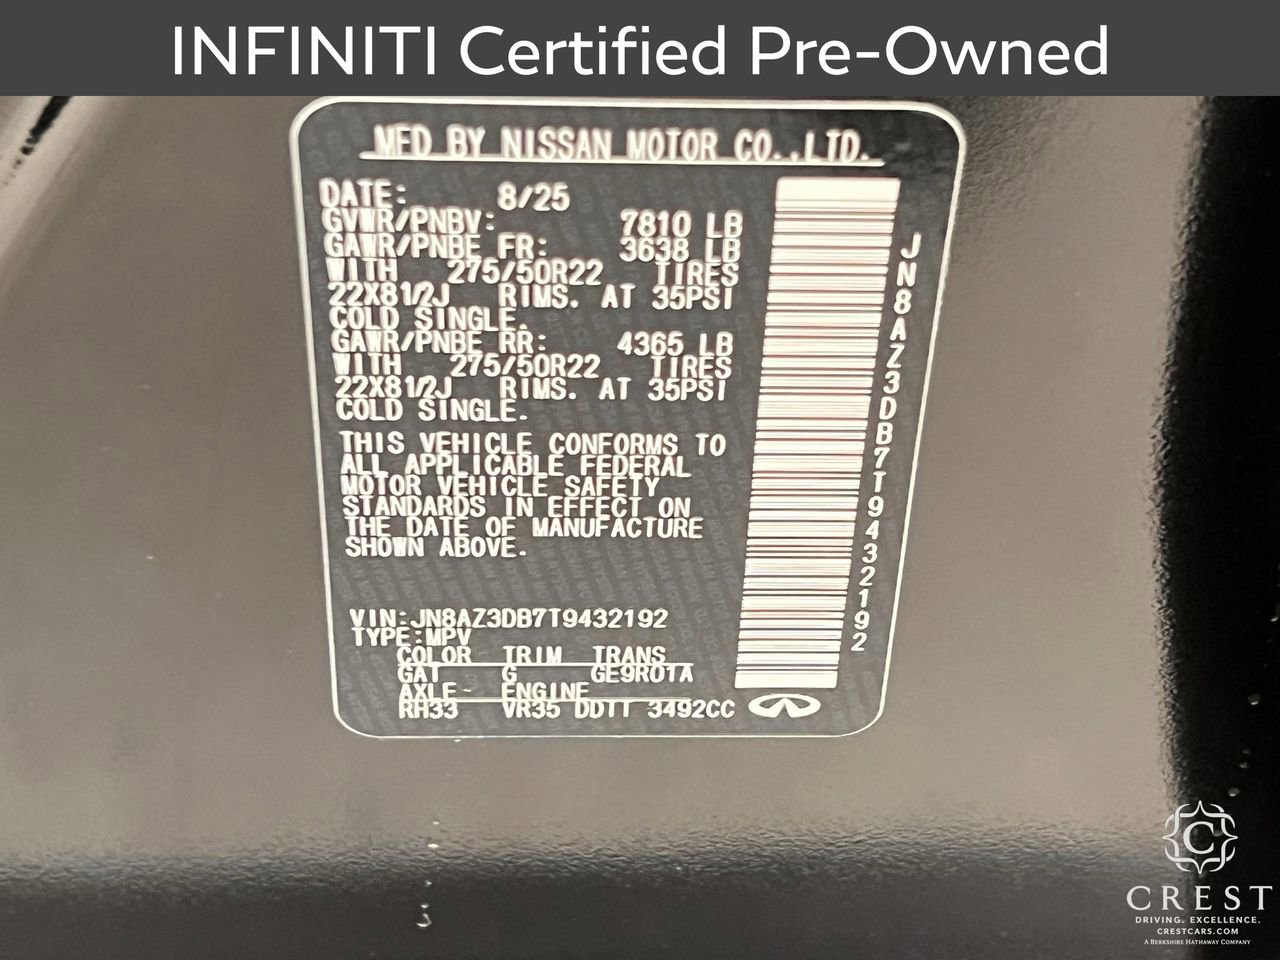 INFINITI Certified Pre-Owned
MFD BY NISSAN MOTOR CO.,LTD.
DATE: 8/25
GVWR/PNBV: 7810 LB
GAWR/PNBE FR: 3638 LB
WITH 275/50R22 TIRES
22X81/2J RIMS. AT 35PSI
COLD SINGLE.
GAWR/PNBE RR: 4365 LB
WITH 275/50R22 TIRES
22X81/2J RIMS. AT 35PSI
COLD SINGLE.
THIS VEHICLE CONFORMS TO
ALL APPLICABLE FEDERAL
MOTOR VEHICLE SAFETY
STANDARDS IN EFFECT ON
THE DATE OF MANUFACTURE
SHOWN ABOVE.
VIN:JN8AZ3DB7T9432192
TYPE:MPV
COLOR TRIM TRANS
GAT G GE9R01A
AXLE ENGINE
RH33 VR35 DDTT 3492CC
JN8AZ3DB7T9432192
C
CREST
DRIVING. EXCELLENCE.
CRESTCARS.COM
A BERKSHIRE HATHAWAY COMPANY